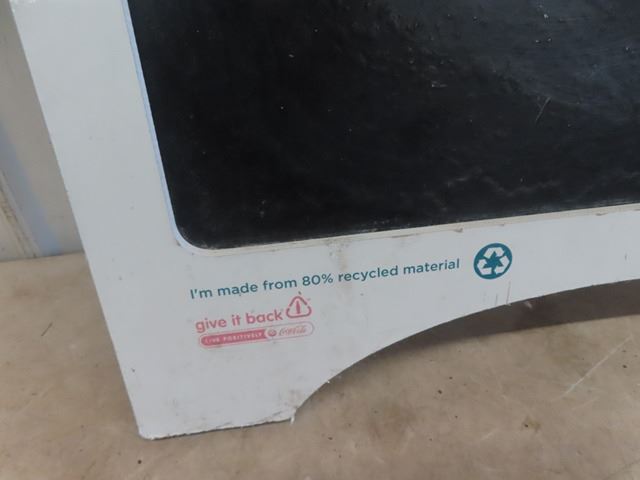 I'm made from 80% recycled material
give it back
LIVE POSITIVELY Coca-Cola